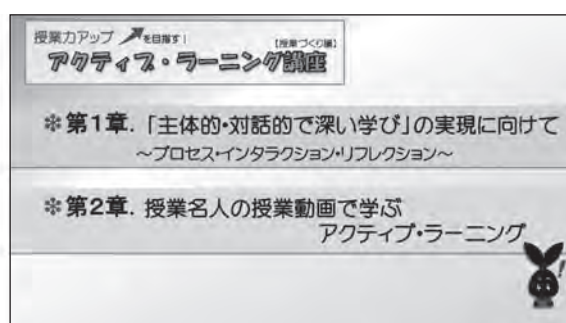 授業力アップ を目指す!
【授業づくり編】
アクティブ・ラーニング講座
❇第1章.「主体的・対話的で深い学び」の実現に向けて
~プロセス・インタラクション・リフレクション~
❇第2章. 授業名人の授業動画で学ぶ
アクティブ・ラーニング
!